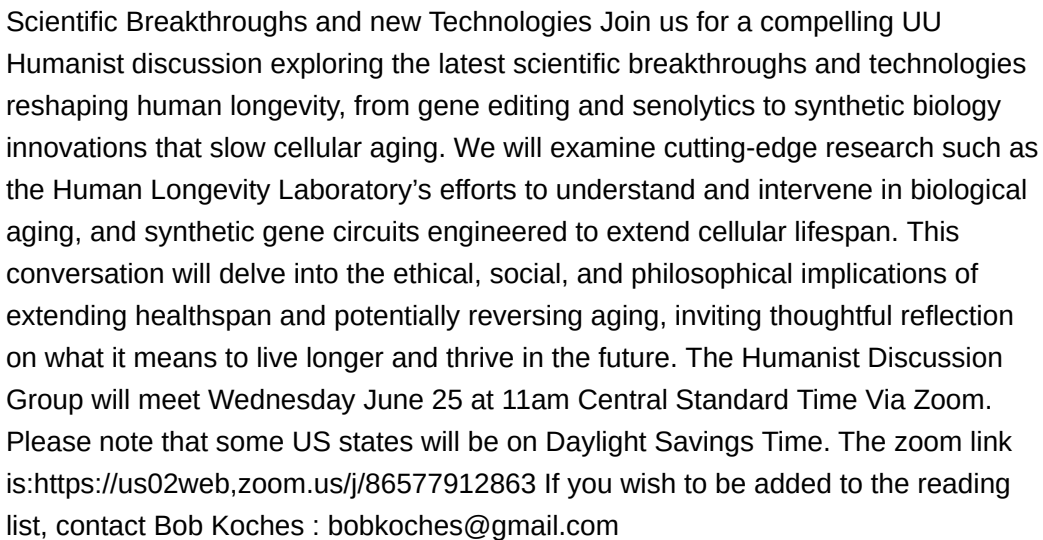 Scientific Breakthroughs and new Technologies Join us for a compelling UU
Humanist discussion exploring the latest scientific breakthroughs and technologies
reshaping human longevity, from gene editing and senolytics to synthetic biology
innovations that slow cellular aging. We will examine cutting-edge research such as
the Human Longevity Laboratory’s efforts to understand and intervene in biological
aging, and synthetic gene circuits engineered to extend cellular lifespan. This
conversation will delve into the ethical, social, and philosophical implications of
extending healthspan and potentially reversing aging, inviting thoughtful reflection
on what it means to live longer and thrive in the future. The Humanist Discussion
Group will meet Wednesday June 25 at 11am Central Standard Time Via Zoom.
Please note that some US states will be on Daylight Savings Time. The zoom link
is:https://us02web,zoom.us/j/86577912863 If you wish to be added to the reading
list, contact Bob Koches : bobkoches@gmail.com